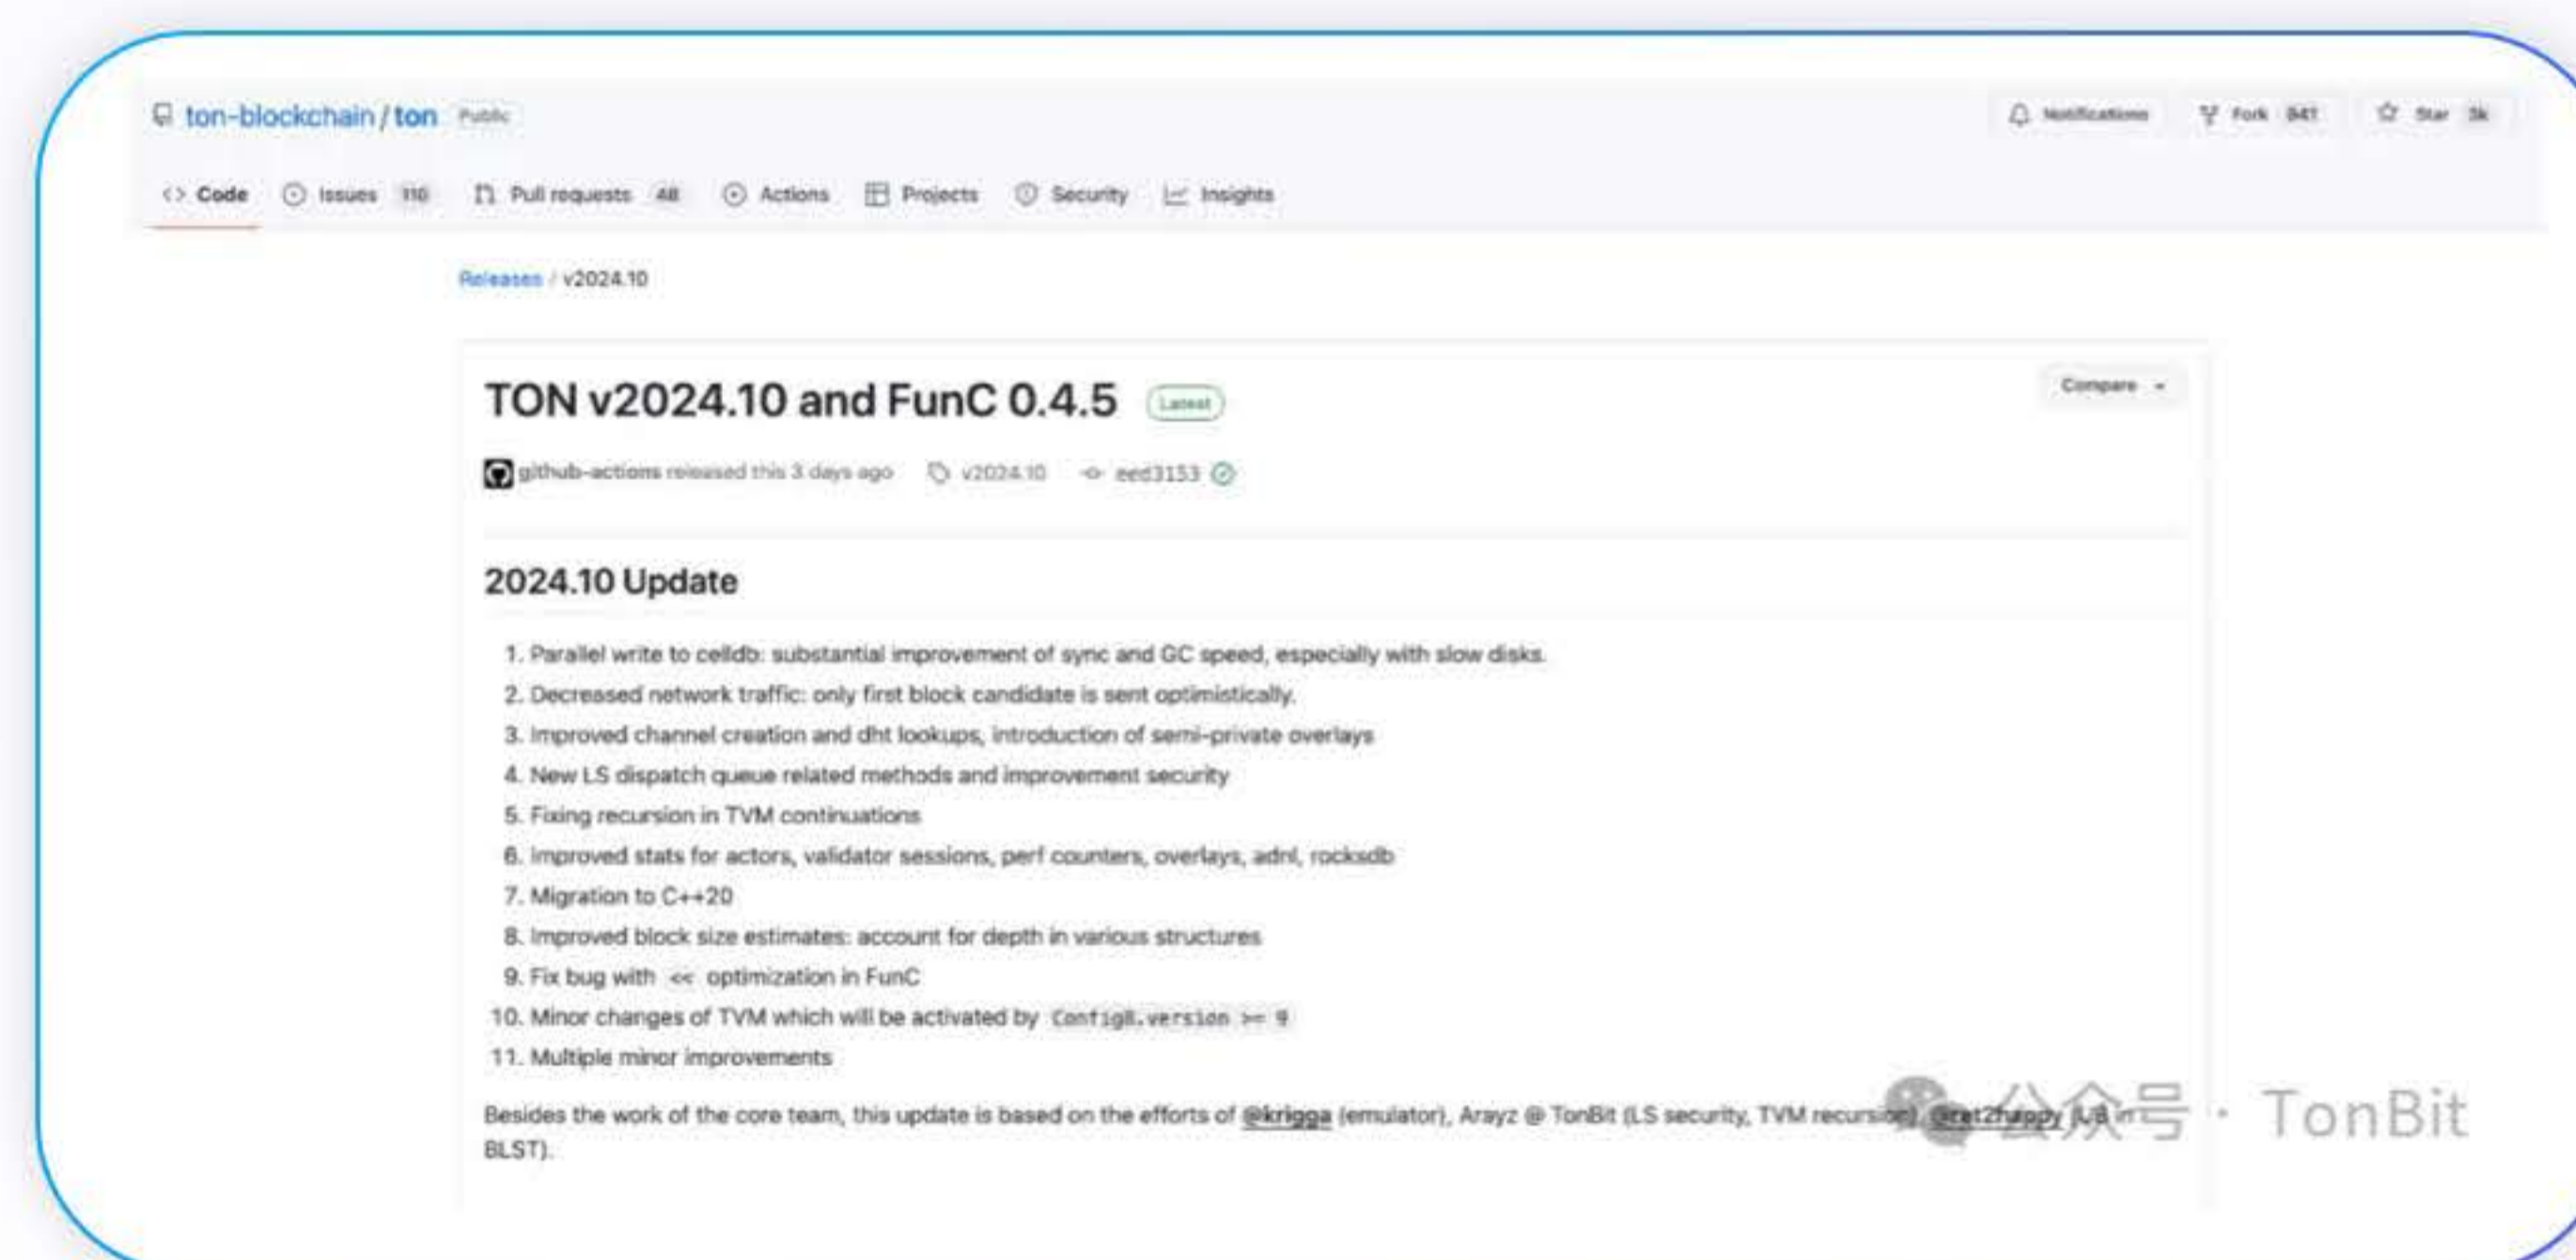 ton-blockchain / ton Public
Notifications Fork 841 Star 3k
<> Code Issues 110 Pull requests 48 Actions Projects Security Insights
Releases / v2024.10
TON v2024.10 and FunC 0.4.5 Latest
Compare
github-actions released this 3 days ago v2024.10 eed3153
2024.10 Update
1. Parallel write to celldb: substantial improvement of sync and GC speed, especially with slow disks.
2. Decreased network traffic: only first block candidate is sent optimistically.
3. Improved channel creation and dht lookups, introduction of semi-private overlays
4. New LS dispatch queue related methods and improvement security
5. Fixing recursion in TVM continuations
6. Improved stats for actors, validator sessions, perf counters, overlays, adnl, rocksdb
7. Migration to C++20
8. Improved block size estimates: account for depth in various structures
9. Fix bug with << optimization in FunC
10. Minor changes of TVM which will be activated by Config8.version >= 9
11. Multiple minor improvements
Besides the work of the core team, this update is based on the efforts of @krigga (emulator), Arayz @ TonBit (LS security, TVM recursion), @ret2happy (UB in
BLST).
公众号 · TonBit